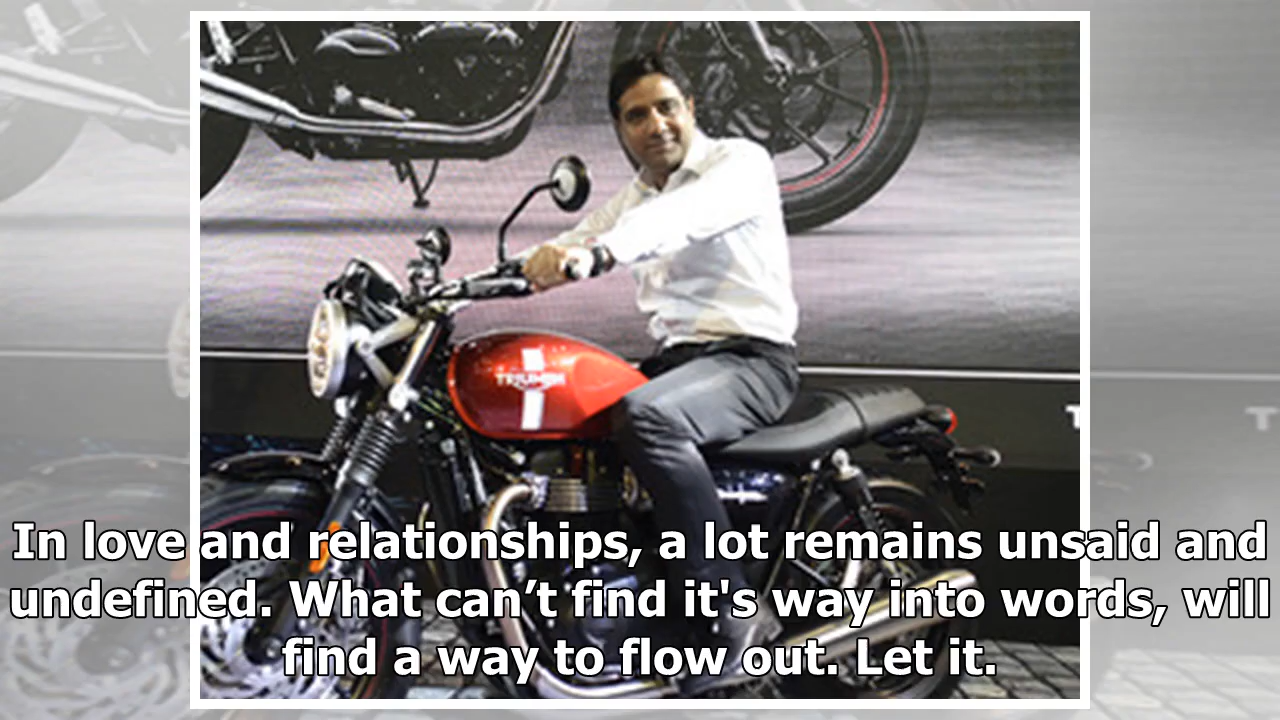 TRIUMPH
T
T
In love and relationships, a lot remains unsaid and
undefined. What can’t find it's way into words, will
find a way to flow out. Let it.